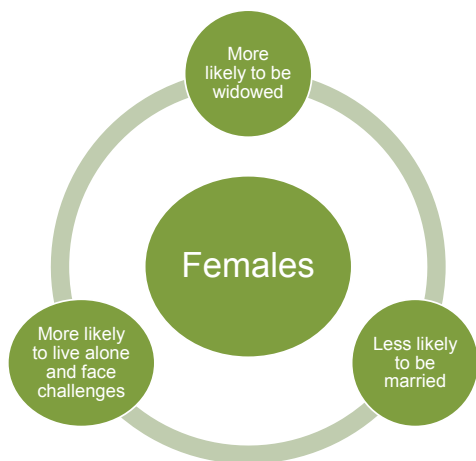 More
likely to be
widowed
Females
More likely
to live alone
and face
challenges
Less likely
to be
married